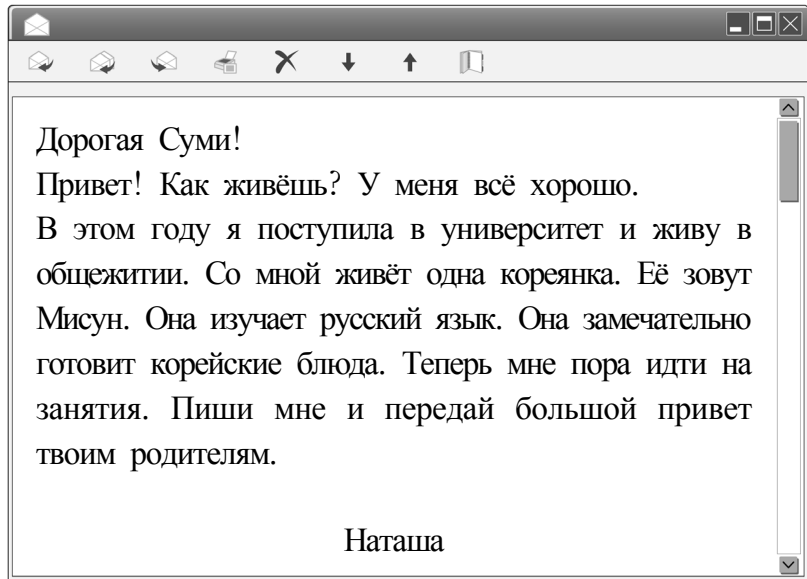 Дорогая Суми!
Привет! Как живёшь? У меня всё хорошо.
В этом году я поступила в университет и живу в
общежитии. Со мной живёт одна кореянка. Её зовут
Мисун. Она изучает русский язык. Она замечательно
готовит корейские блюда. Теперь мне пора идти на
занятия. Пиши мне и передай большой привет
твоим родителям.
Наташа